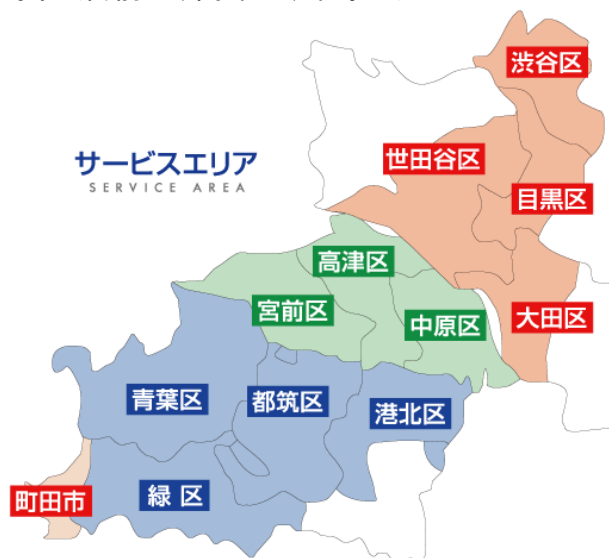 渋谷区
世田谷区
サービスエリア
SERVICE AREA
目黒区
高津区
宮前区
中原区
大田区
青葉区
都筑区
港北区
町田市
緑 区